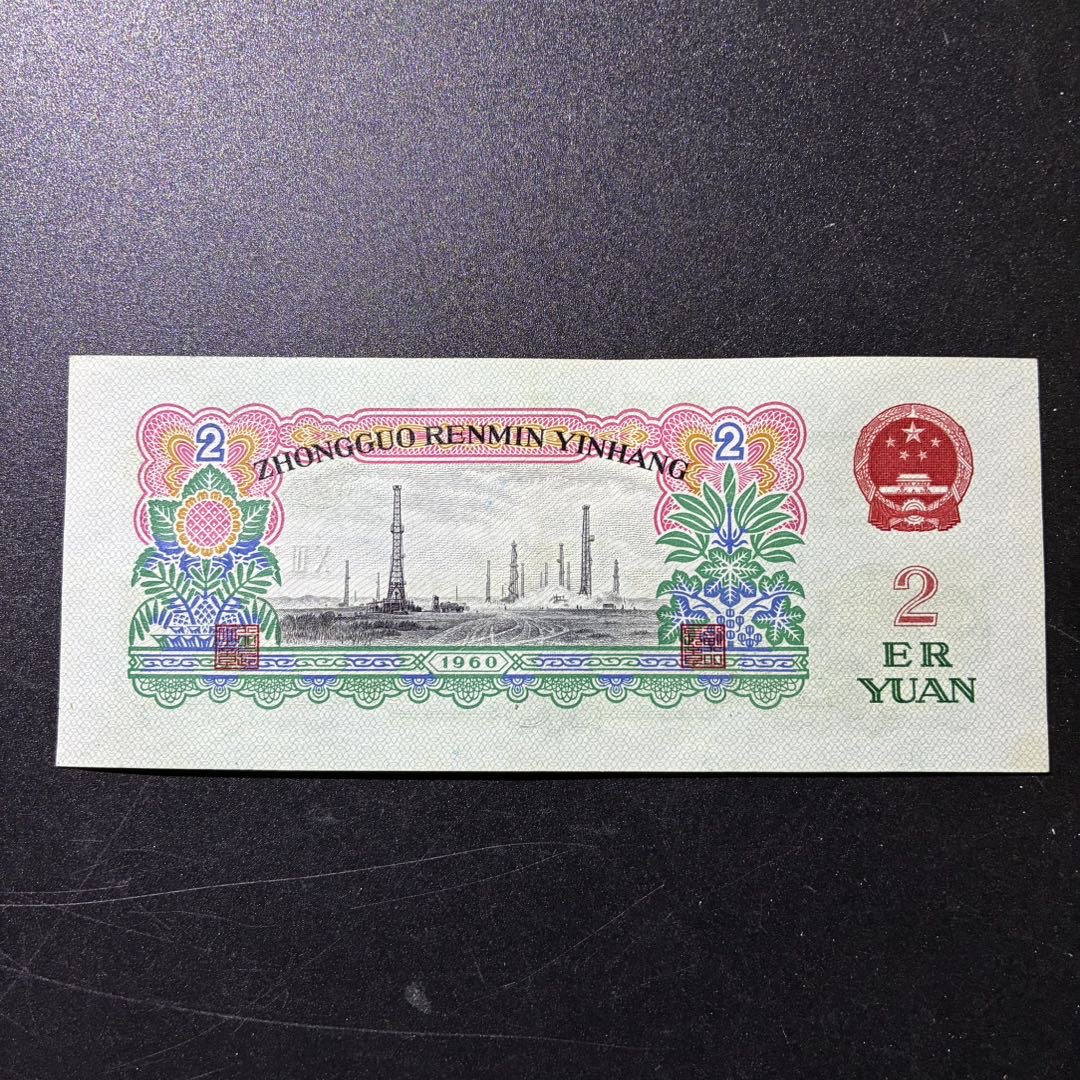 2
2
ZHONGGUO RENMIN YINHANG
1960
2
ER
YUAN